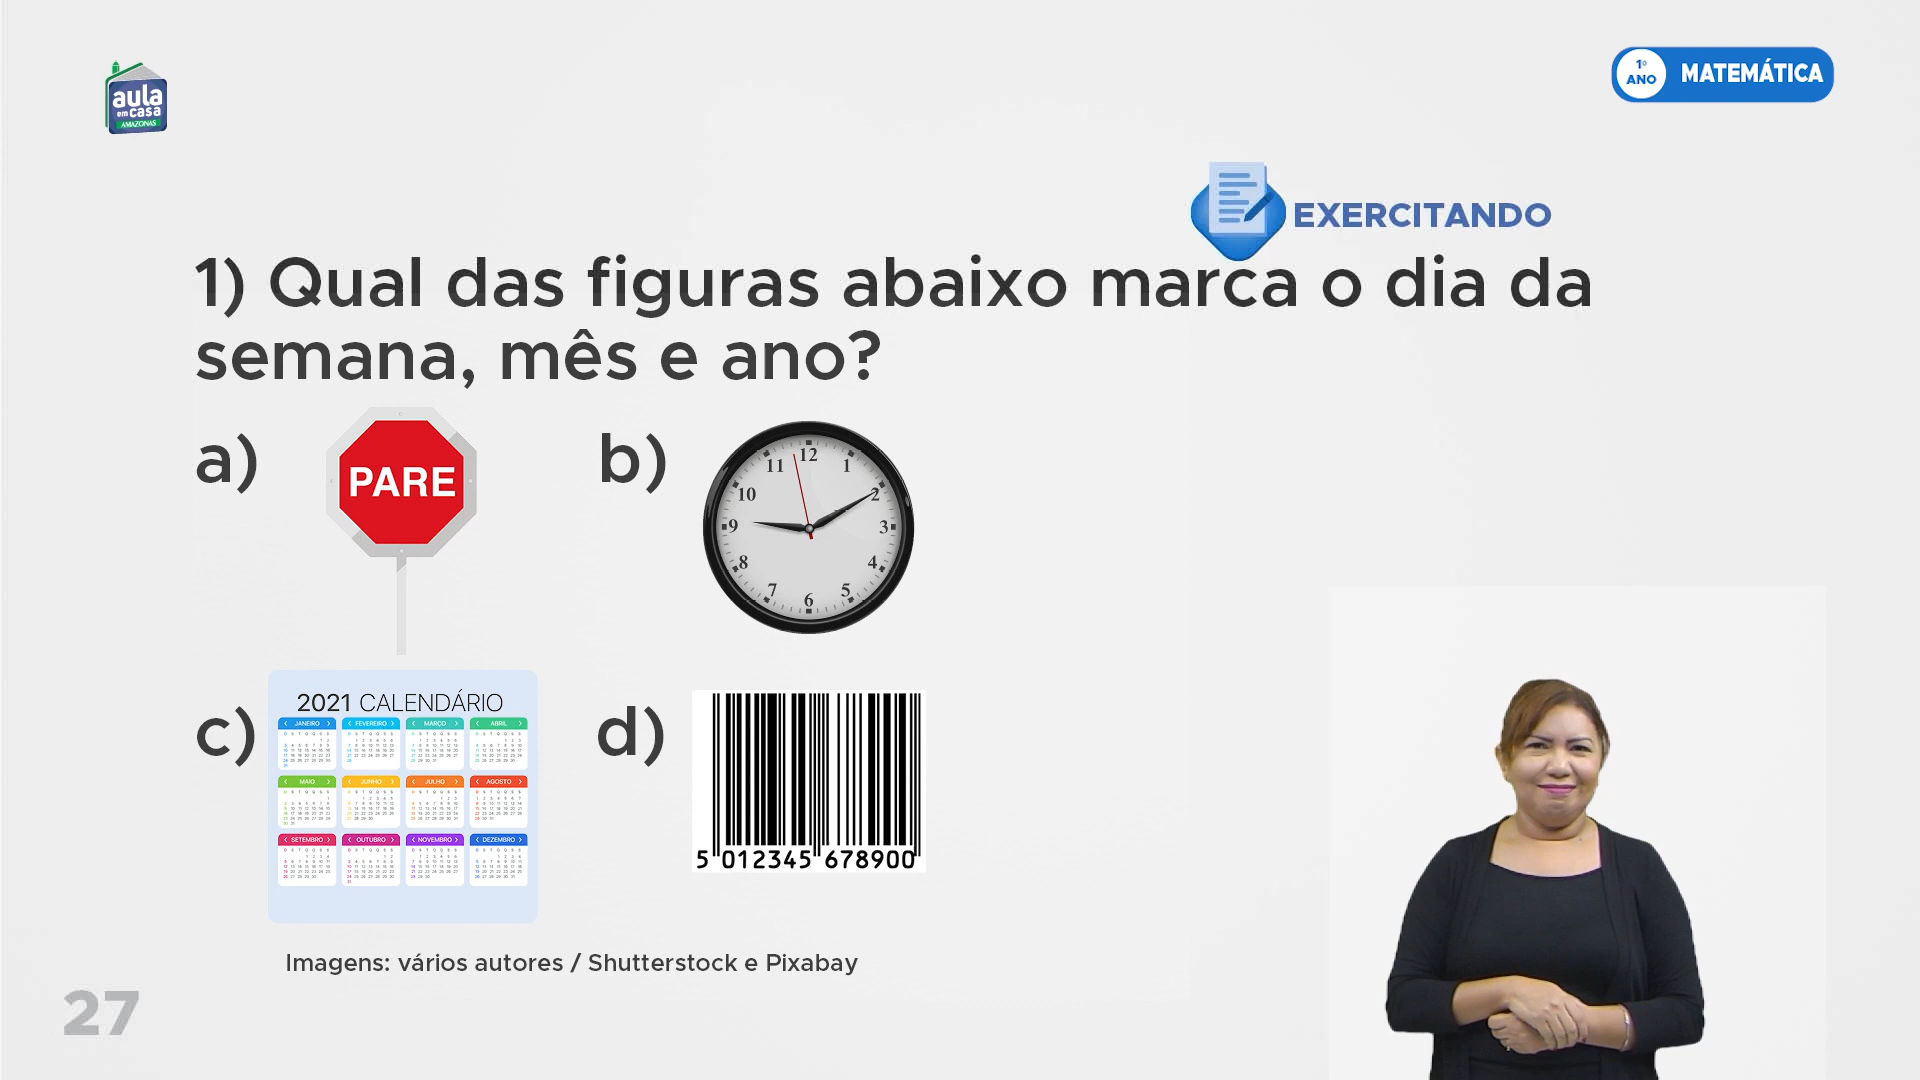 aula
em casa
AMAZONAS
1º
ANO
MATEMÁTICA
EXERCITANDO
1) Qual das figuras abaixo marca o dia da
semana, mês e ano?
a)
PARE
b)
12
1
2
3
4
5
6
7
8
9
10
11
c)
2021 CALENDÁRIO
JANEIRO
FEVEREIRO
MARÇO
ABRIL
MAIO
JUNHO
JULHO
AGOSTO
SETEMBRO
OUTUBRO
NOVEMBRO
DEZEMBRO
d)
5 012345 678900
Imagens: vários autores / Shutterstock e Pixabay
27